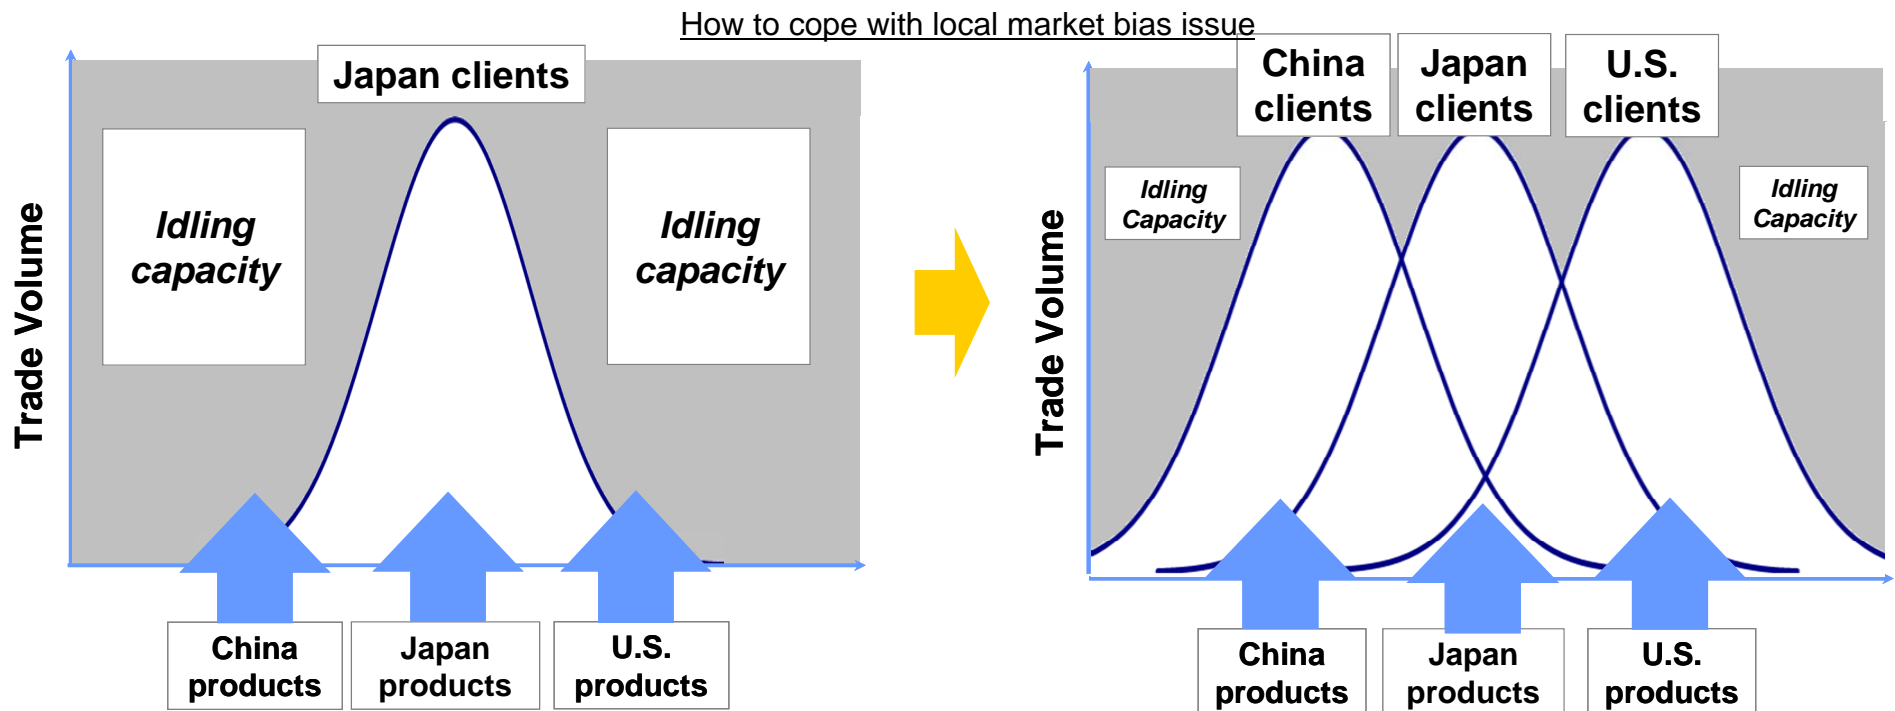 How to cope with local market bias issue
Japan clients
Idling
capacity
Idling
capacity
Trade Volume
China
products
Japan
products
U.S.
products
China
clients
Japan
clients
U.S.
clients
Idling
Capacity
Idling
Capacity
Trade Volume
China
products
Japan
products
U.S.
products